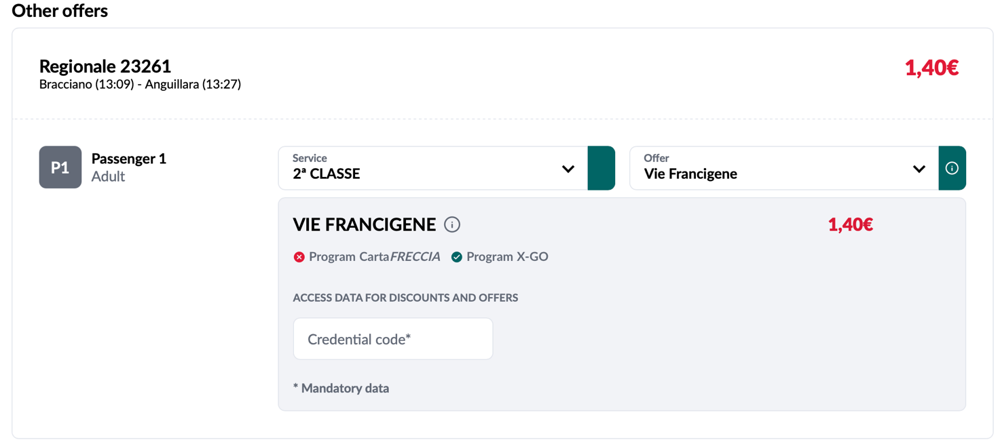 Other offers
Regionale 23261
1,40€
Bracciano (13:09) - Anguillara (13:27)
P1
Passenger 1
Adult
Service
2ª CLASSE
Offer
Vie Francigene
VIE FRANCIGENE
1,40€
Program CartaFRECCIA
Program X-GO
ACCESS DATA FOR DISCOUNTS AND OFFERS
Credential code*
* Mandatory data